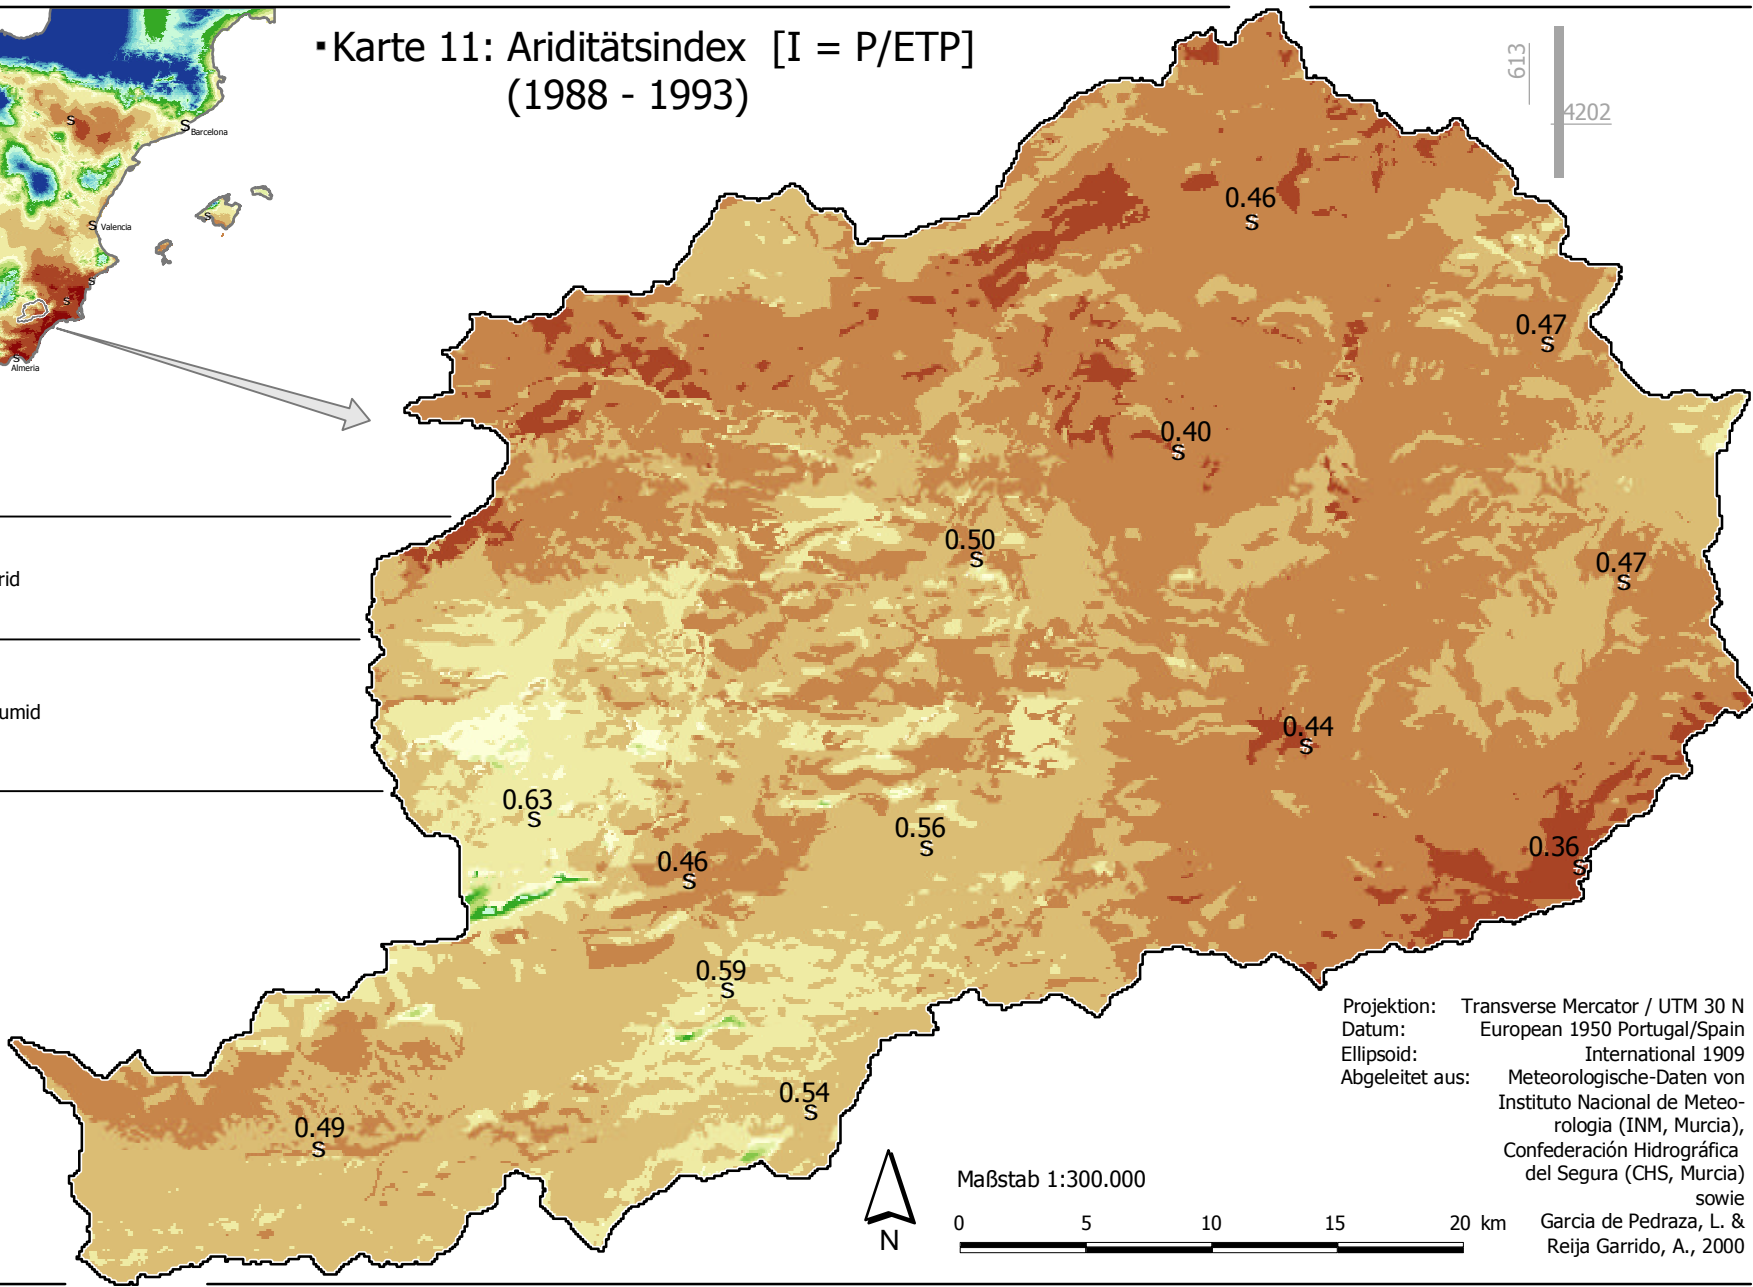 ▪Karte 11: Ariditätsindex [I = P/ETP]
(1988 - 1993)
613
4202
S
S Barcelona
S
S Valencia
S
S
S
Almeria
0.46
S
0.47
S
0.40
S
0.50
S
0.47
S
rid
umid
0.44
S
0.63
S
0.56
S
0.46
S
0.36
S
0.59
S
0.54
S
0.49
S
Projektion: Transverse Mercator / UTM 30 N
Datum: European 1950 Portugal/Spain
Ellipsoid: International 1909
Abgeleitet aus: Meteorologische-Daten von
Instituto Nacional de Meteo-
rologia (INM, Murcia),
Confederación Hidrográfica
del Segura (CHS, Murcia)
sowie
Garcia de Pedraza, L. &
Reija Garrido, A., 2000
N
Maßstab 1:300.000
0 5 10 15 20 km